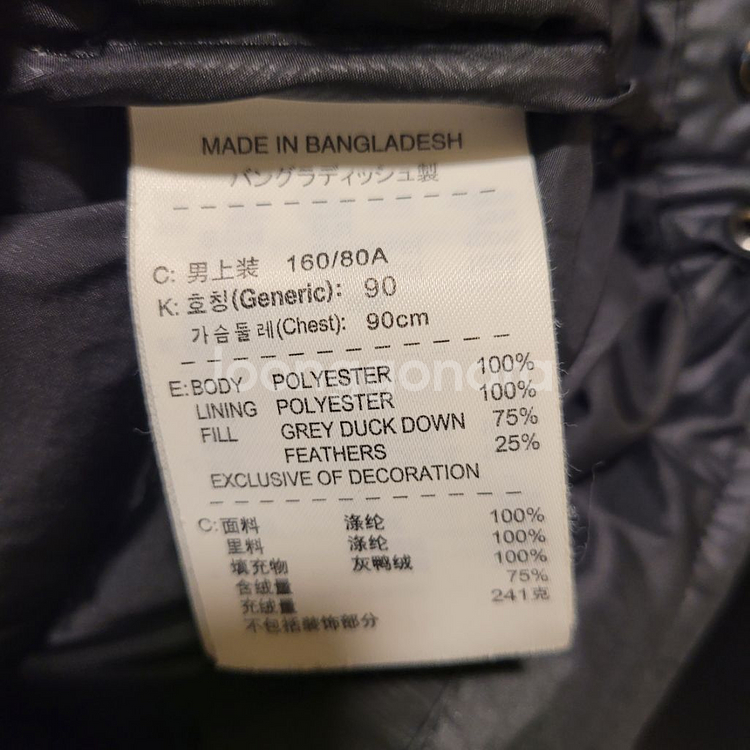 MADE IN BANGLADESH
バングラディッシュ製
C: 男上装 160/80A
K: 호칭(Generic): 90
가슴둘레(Chest): 90cm
E: BODY POLYESTER 100%
LINING POLYESTER 100%
FILL GREY DUCK DOWN 75%
FEATHERS 25%
EXCLUSIVE OF DECORATION
C: 面料 涤纶 100%
里料 涤纶 100%
填充物 灰鸭绒 100%
含绒量 75%
充绒量 241克
不包括装饰部分